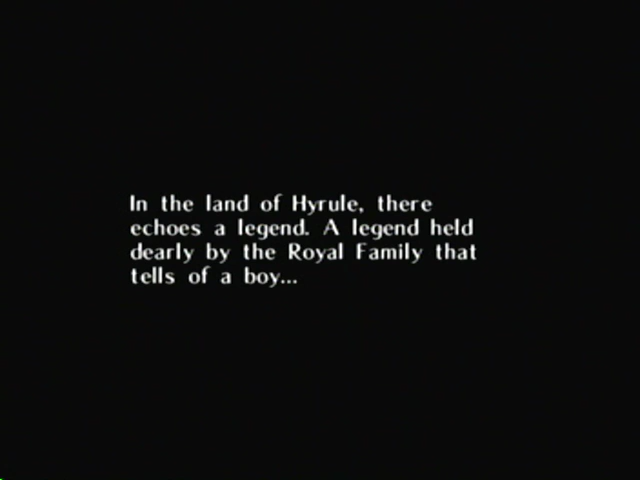 In the land of Hyrule, there
echoes a legend. A legend held
dearly by the Royal Family that
tells of a boy...